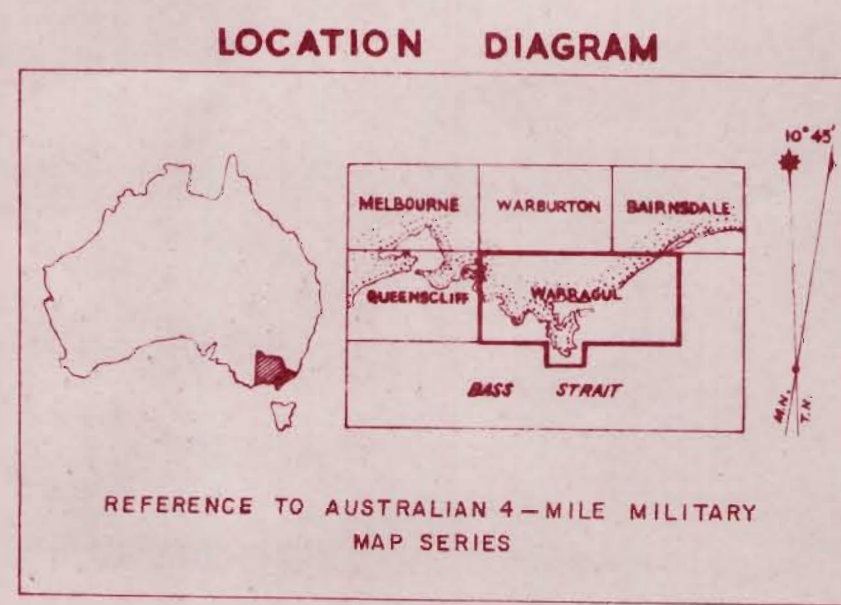 LOCATION DIAGRAM
10° 45'
MELBOURNE WARBURTON BAIRNSDALE
QUEENSCLIFF WARRAGUL
BASS STRAIT
M.N. T.N.
REFERENCE TO AUSTRALIAN 4–MILE MILITARY
MAP SERIES